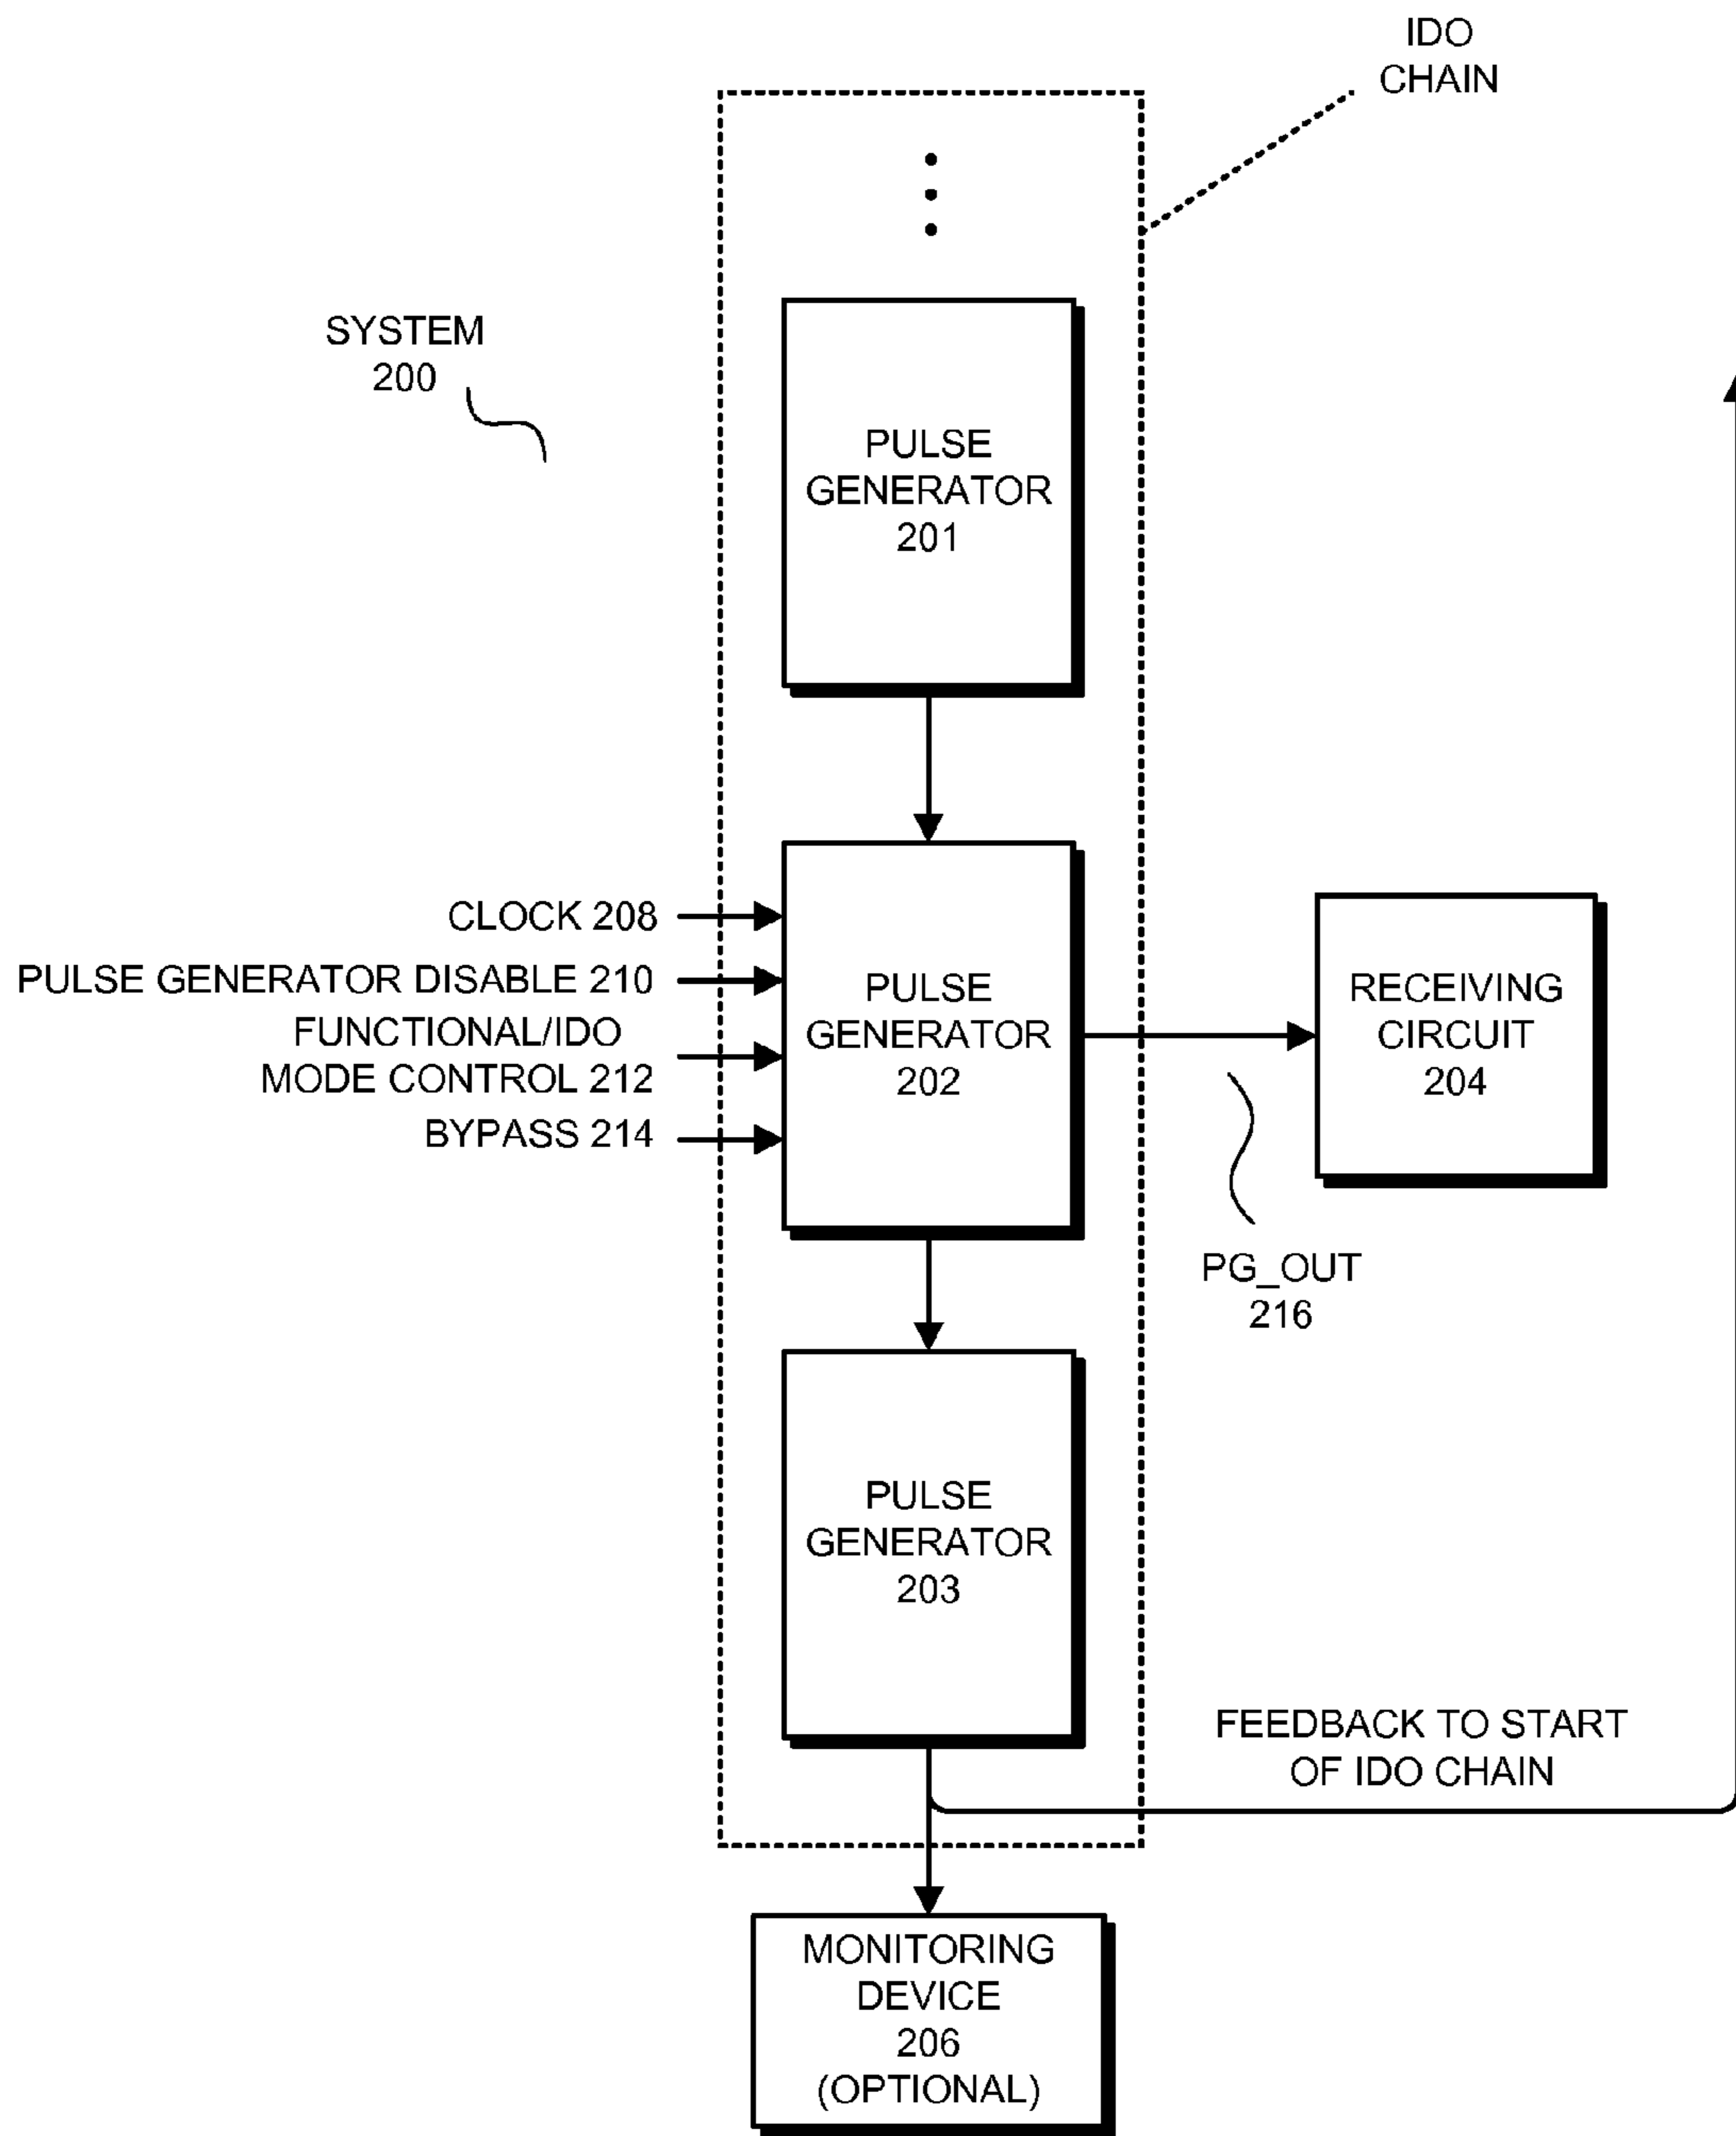 IDO
CHAIN
SYSTEM
200
PULSE
GENERATOR
201
CLOCK 208
PULSE GENERATOR DISABLE 210
FUNCTIONAL/IDO
MODE CONTROL 212
BYPASS 214
PULSE
GENERATOR
202
RECEIVING
CIRCUIT
204
PG_OUT
216
PULSE
GENERATOR
203
FEEDBACK TO START
OF IDO CHAIN
MONITORING
DEVICE
206
(OPTIONAL)